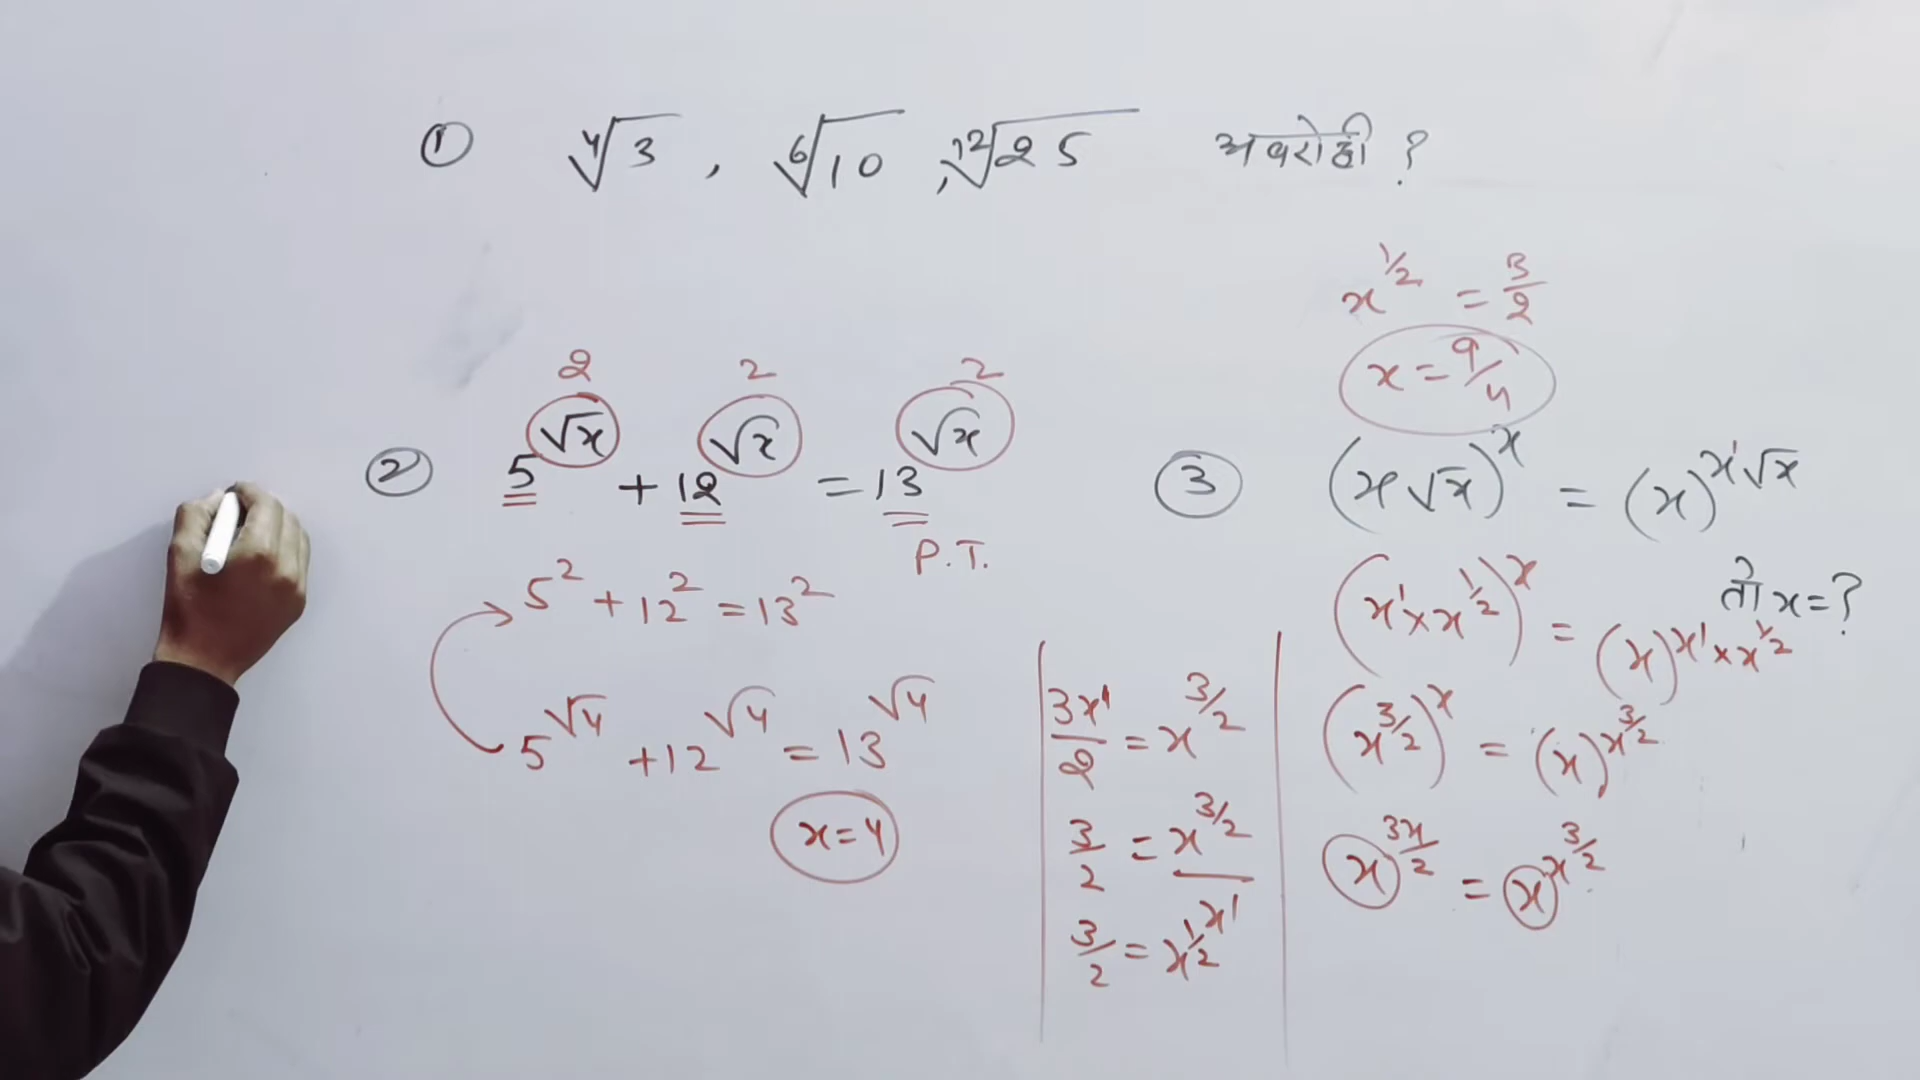 ① ∜3 , ⁶√10 , ¹²√25 अवरोही ?
x^{1/2} = 3/2
x = 9/4
2 2 2
② 5^{√x} + 12^{√x} = 13^{√x}
P.T.
5² + 12² = 13²
5^{√4} + 12^{√4} = 13^{√4}
x = 4
③ (x√x)^x = (x)^{x¹√x}
तो x = ?
(x¹ × x^{1/2})^x = (x)^{x¹ × x^{1/2}}
(x^{3/2})^x = (x)^{x^{3/2}}
x^{3x/2} = x^{x^{3/2}}
3x¹/2 = x^{3/2}
3/2 = x^{3/2}/x¹
3/2 = x^{1/2}